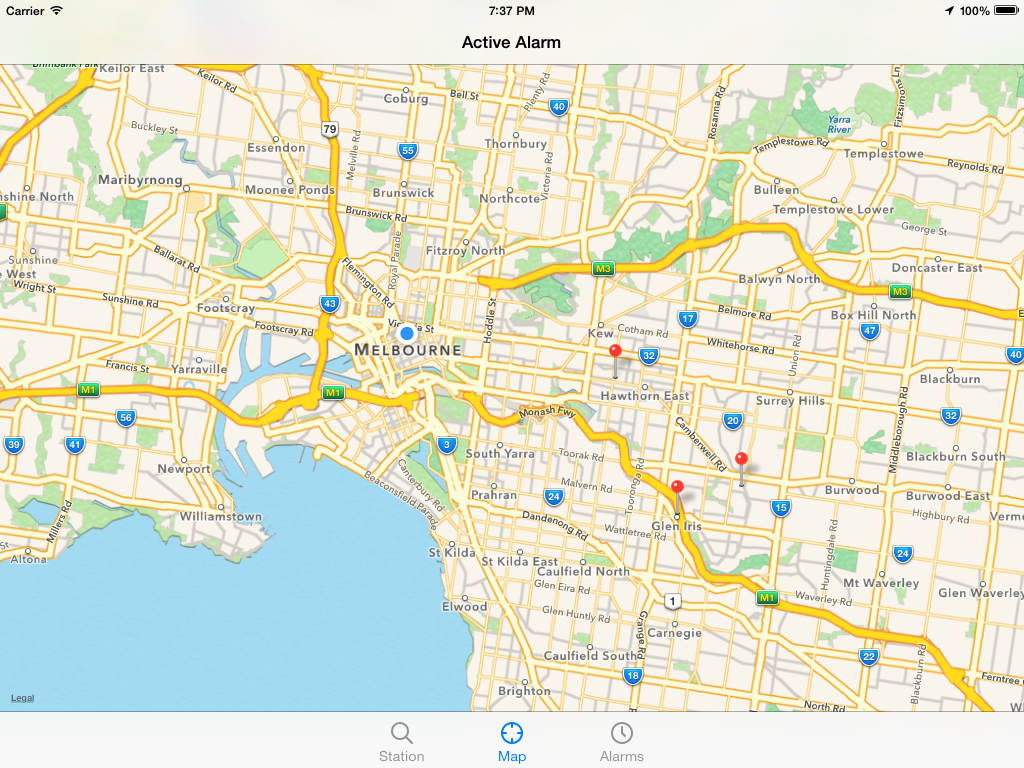 Carrier
7:37 PM
100%
Active Alarm
Brimbank Park
Keilor East
Keilor Rd
Coburg
Bell St
Plenty Rd
40
Rosanna Rd
Yarra
River
Buckley St
79
Essendon
Melville Rd
55
Thornbury
Victoria Rd
Templestowe Rd
Templestowe
Reynolds Rd
Maribyrnong
Moonee Ponds
Brunswick
Northcote
Bulleen
Templestowe Lower
shine North
Brunswick Rd
Royal Parade
Fitzroy North
George St
Sunshine
e West
Ballarat Rd
Flemington Rd
M3
Balwyn North
Doncaster East
M3
Wright St
Sunshine Rd
Footscray
43
Hoddle St
17
Belmore Rd
Box Hill North
47
Footscray Rd
MELBOURNE
Kew
Cotham Rd
Whitehorse Rd
Union Rd
32
40
Francis St
Yarraville
M1
M1
Hawthorn East
Surrey Hills
Blackburn
56
Monash Fwy
20
32
Middleborough Rd
39
41
3
South Yarra
Camberwell Rd
Blackburn South
Newport
Toorak Rd
Malvern Rd
Tooronga Rd
Canterbury Rd
Beaconsfield Parade
Prahran
24
Burwood
Burwood East
Millers Rd
Williamstown
Dandenong Rd
Wattletree Rd
Glen Iris
15
Highbury Rd
Vermo
St
Altona
St Kilda
St Kilda East
Caulfield North
24
Huntingdale Rd
Glen Eira Rd
Mt Waverley
Glen Waverley
Elwood
Glen Huntly Rd
1
M1
Waverley Rd
Grange Rd
Carnegie
Caulfield South
22
18
Blackburn Rd
Ferntree
Brighton
North Rd
Legal
Station
Map
Alarms